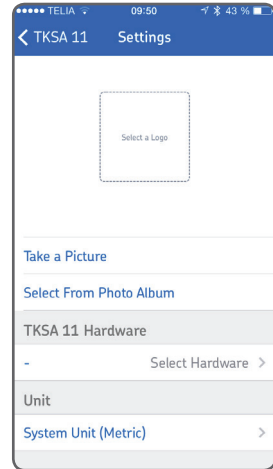 TELIA 09:50 43 %
TKSA 11 Settings
Select a Logo
Take a Picture
Select From Photo Album
TKSA 11 Hardware
- Select Hardware >
Unit
System Unit (Metric) >